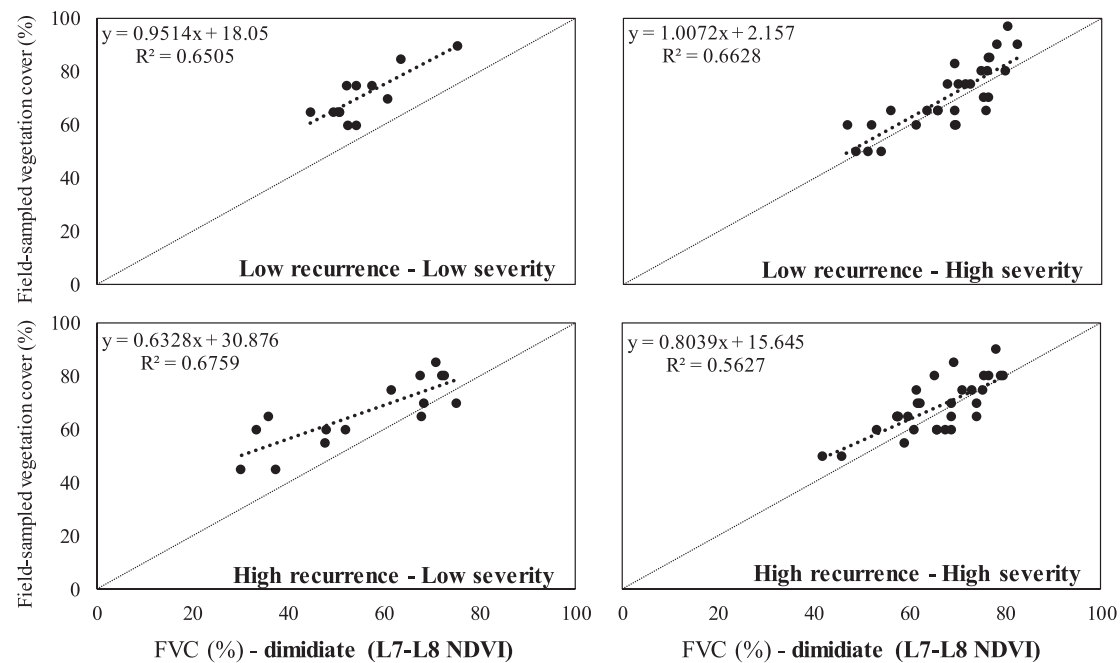 Field-sampled vegetation cover (%)
100
80
60
40
20
0
y = 0.9514x + 18.05
R² = 0.6505
Low recurrence - Low severity
y = 1.0072x + 2.157
R² = 0.6628
Low recurrence - High severity
Field-sampled vegetation cover (%)
100
80
60
40
20
0
y = 0.6328x + 30.876
R² = 0.6759
High recurrence - Low severity
y = 0.8039x + 15.645
R² = 0.5627
High recurrence - High severity
0 20 40 60 80 100
0 20 40 60 80 100
FVC (%) - dimidiate (L7-L8 NDVI)
FVC (%) - dimidiate (L7-L8 NDVI)